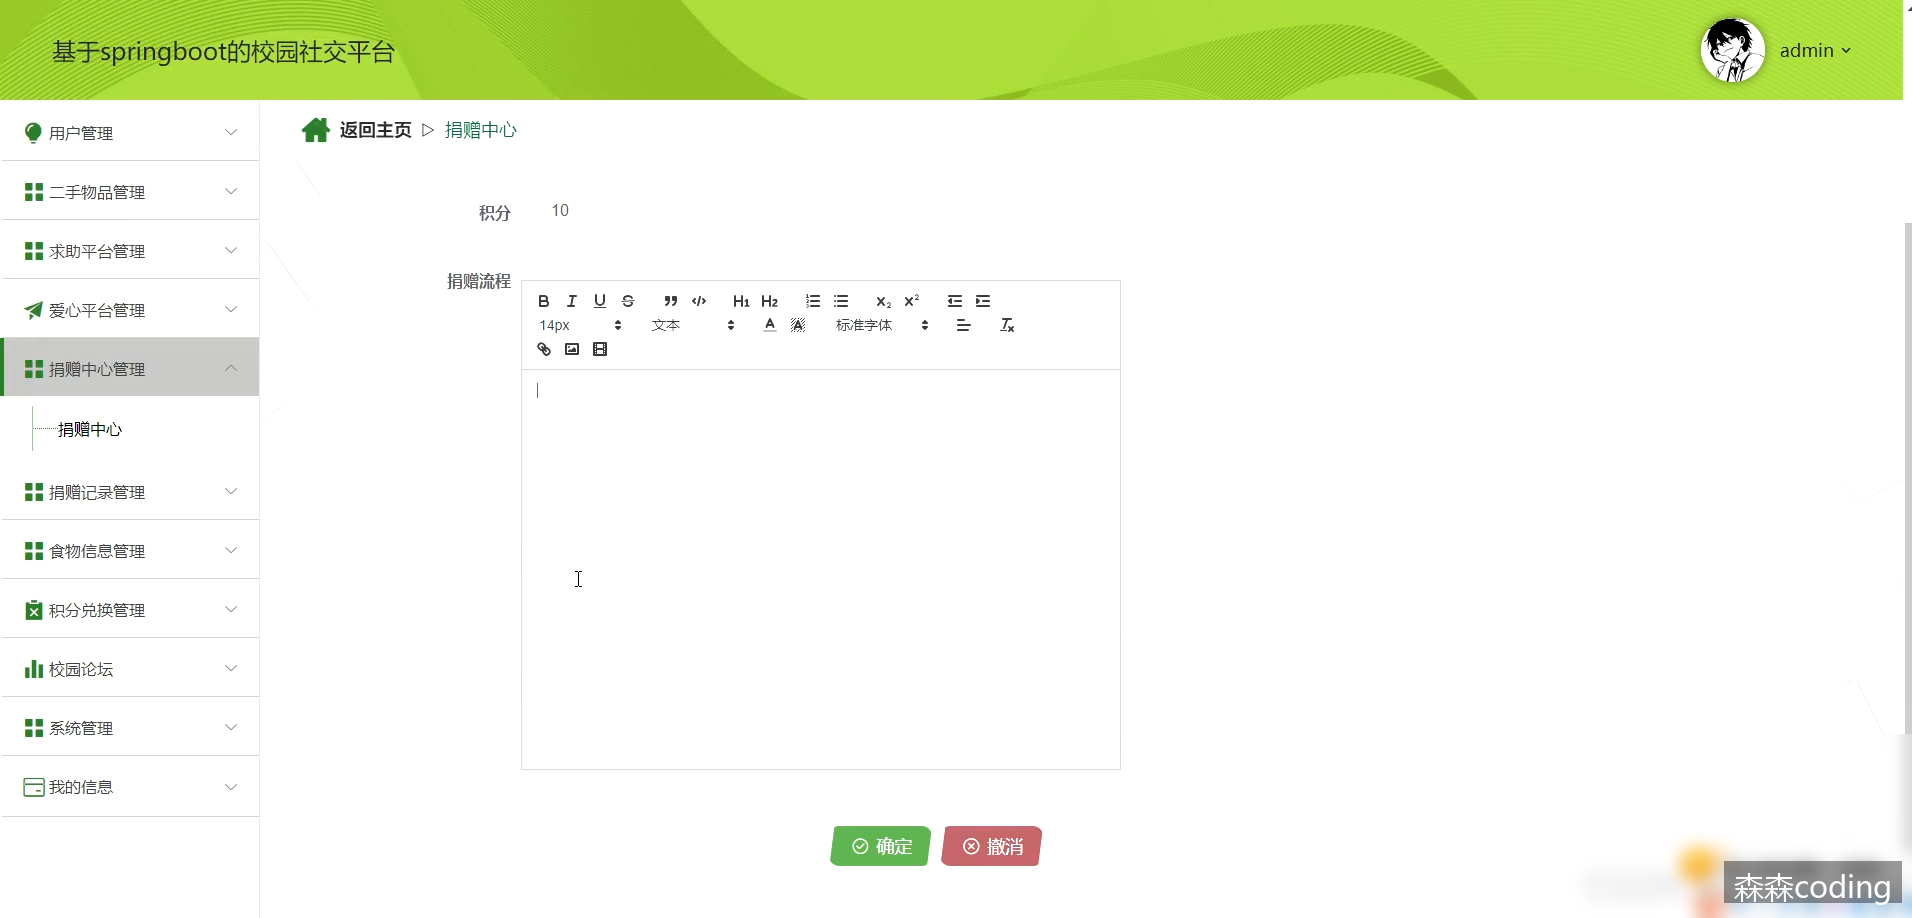 基于springboot的校园社交平台
admin
用户管理
二手物品管理
求助平台管理
爱心平台管理
捐赠中心管理
捐赠中心
捐赠记录管理
食物信息管理
积分兑换管理
校园论坛
系统管理
我的信息
返回主页 ▷ 捐赠中心
积分 10
捐赠流程
B I U S H1 H2 X₂ X²
14px 文本 A A 标准字体 Tx
确定 撤消
森森coding